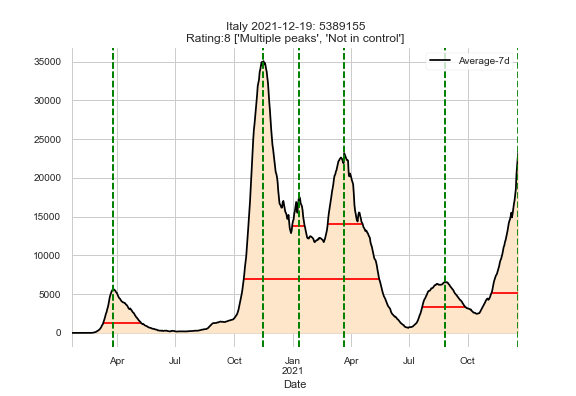 Italy 2021-12-19: 5389155
Rating:8 ['Multiple peaks', 'Not in control']
Average-7d
35000
30000
25000
20000
15000
10000
5000
0
Apr Jul Oct Jan Apr Jul Oct
2021
Date